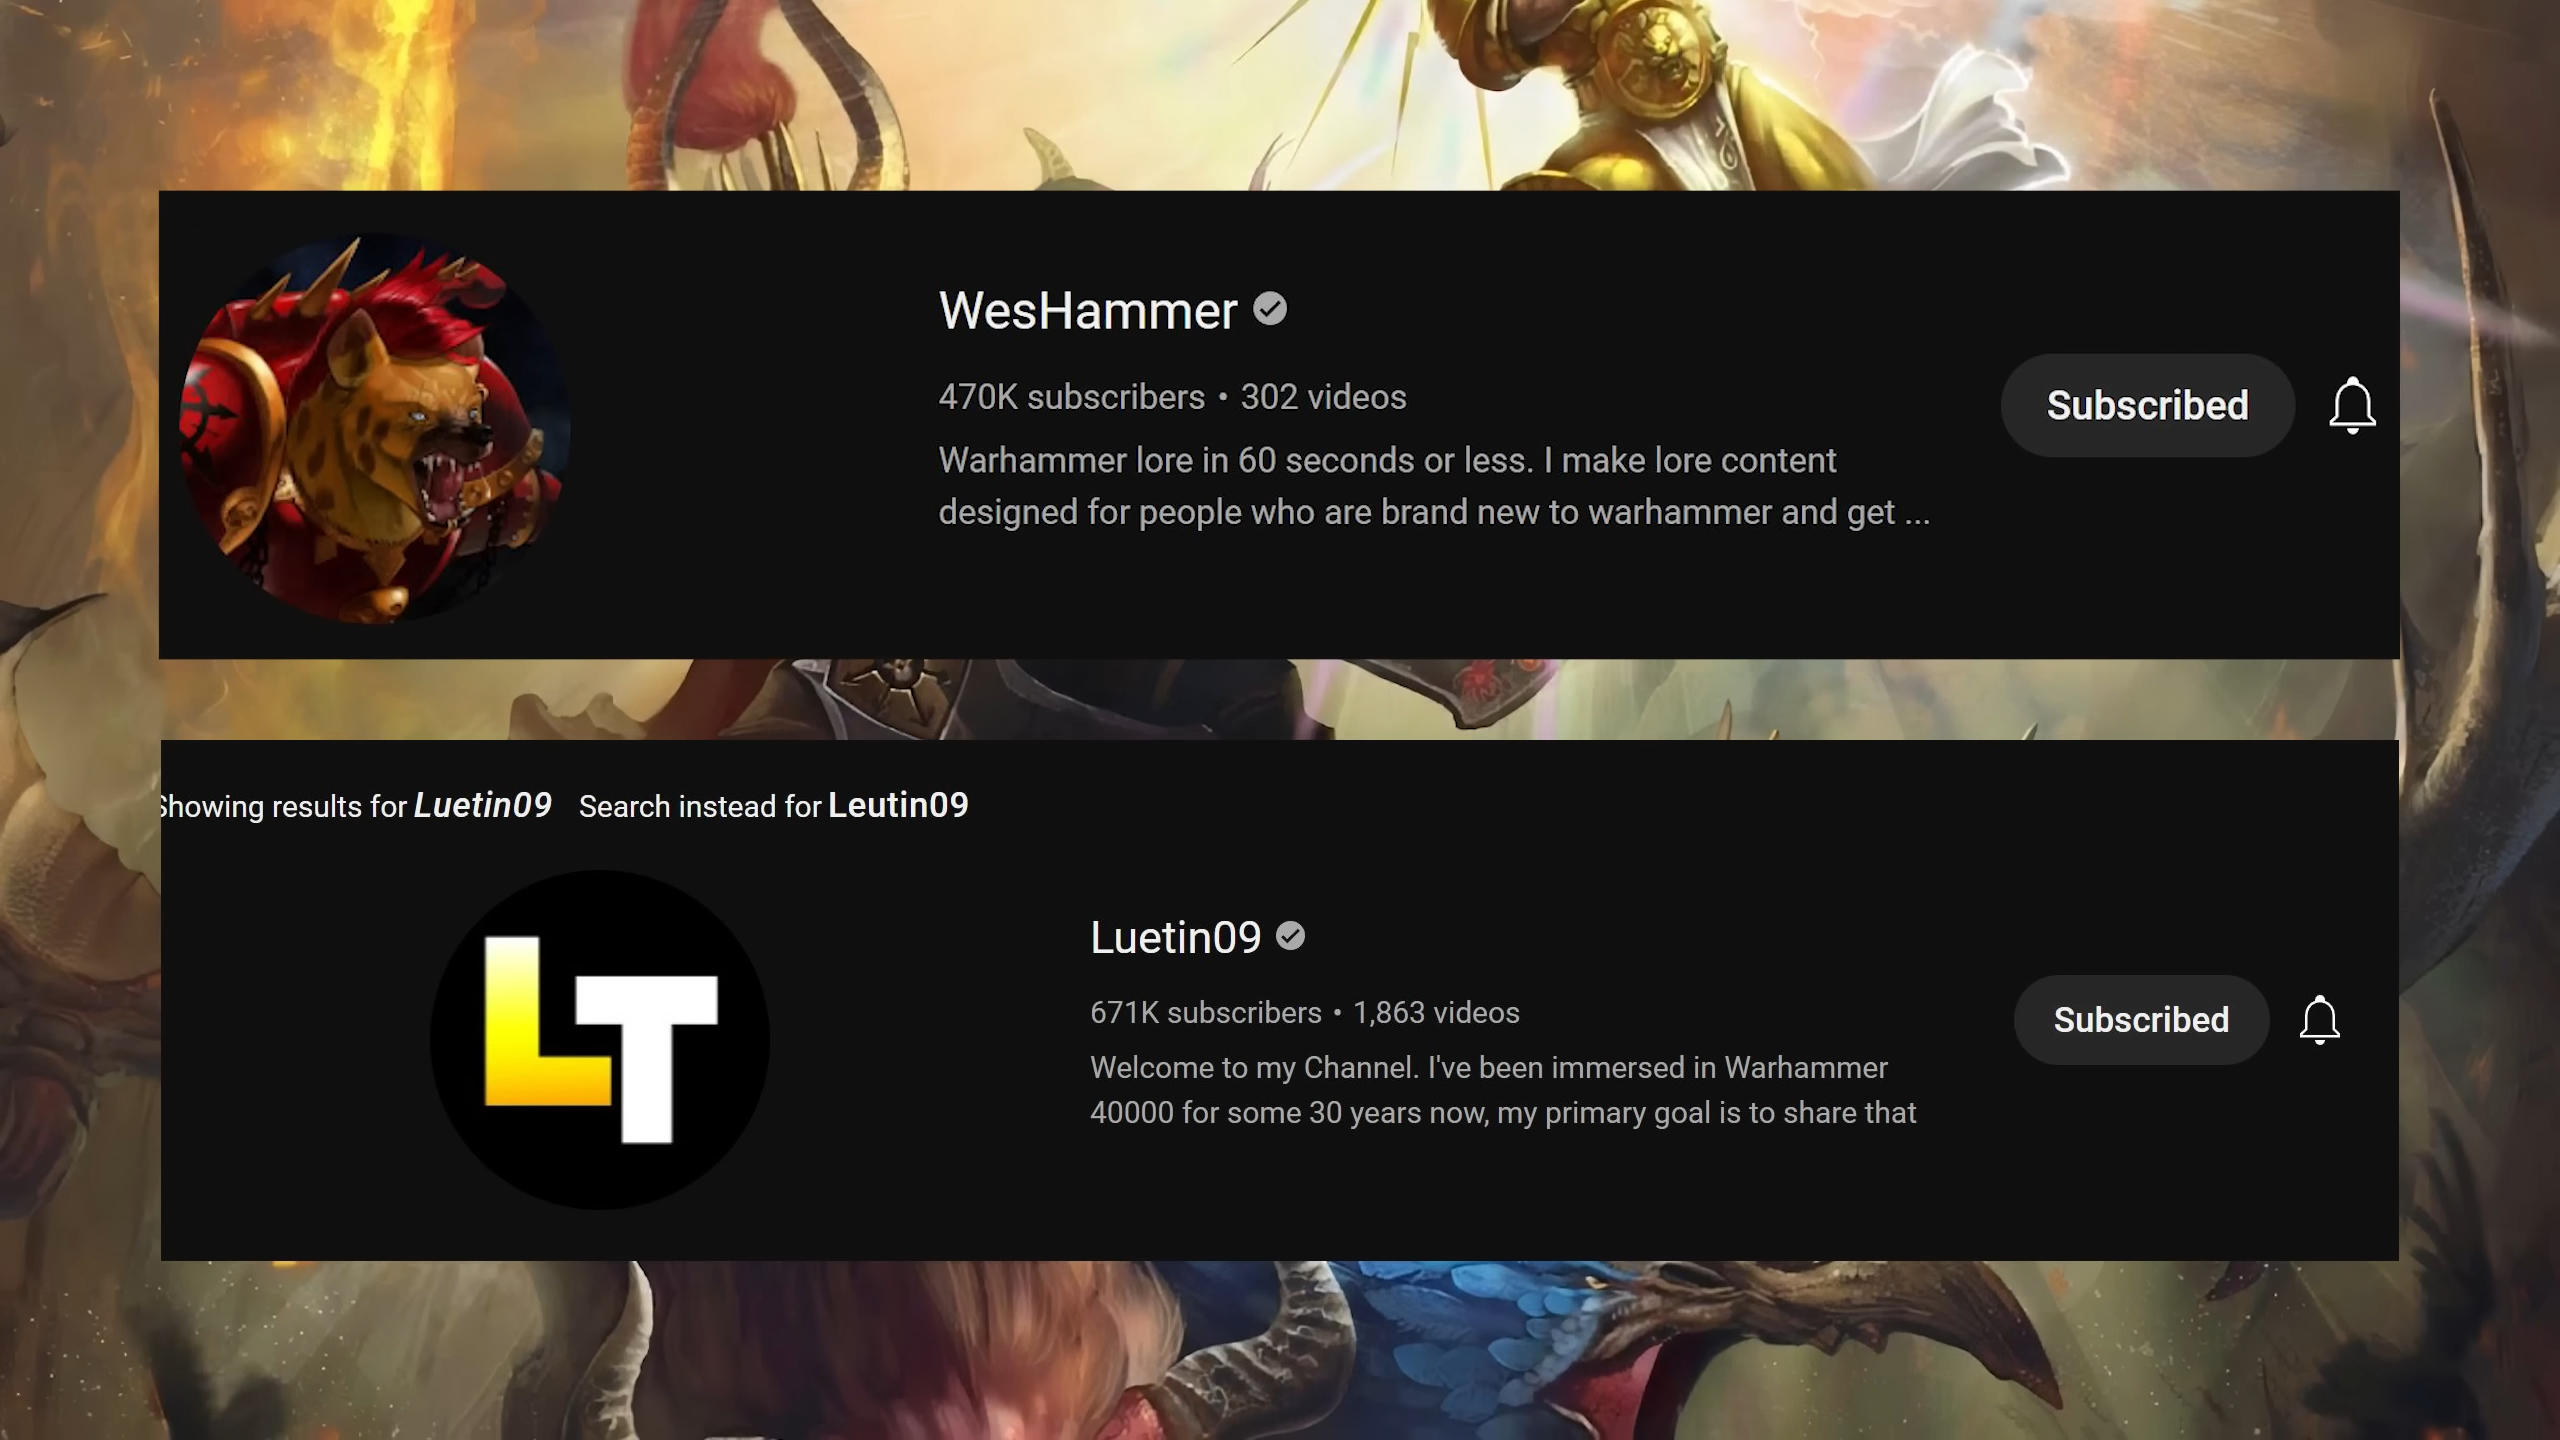 WesHammer
470K subscribers • 302 videos
Warhammer lore in 60 seconds or less. I make lore content
designed for people who are brand new to warhammer and get ...
Subscribed
Showing results for Luetin09 Search instead for Leutin09
LT
Luetin09
671K subscribers • 1,863 videos
Welcome to my Channel. I've been immersed in Warhammer
40000 for some 30 years now, my primary goal is to share that
Subscribed